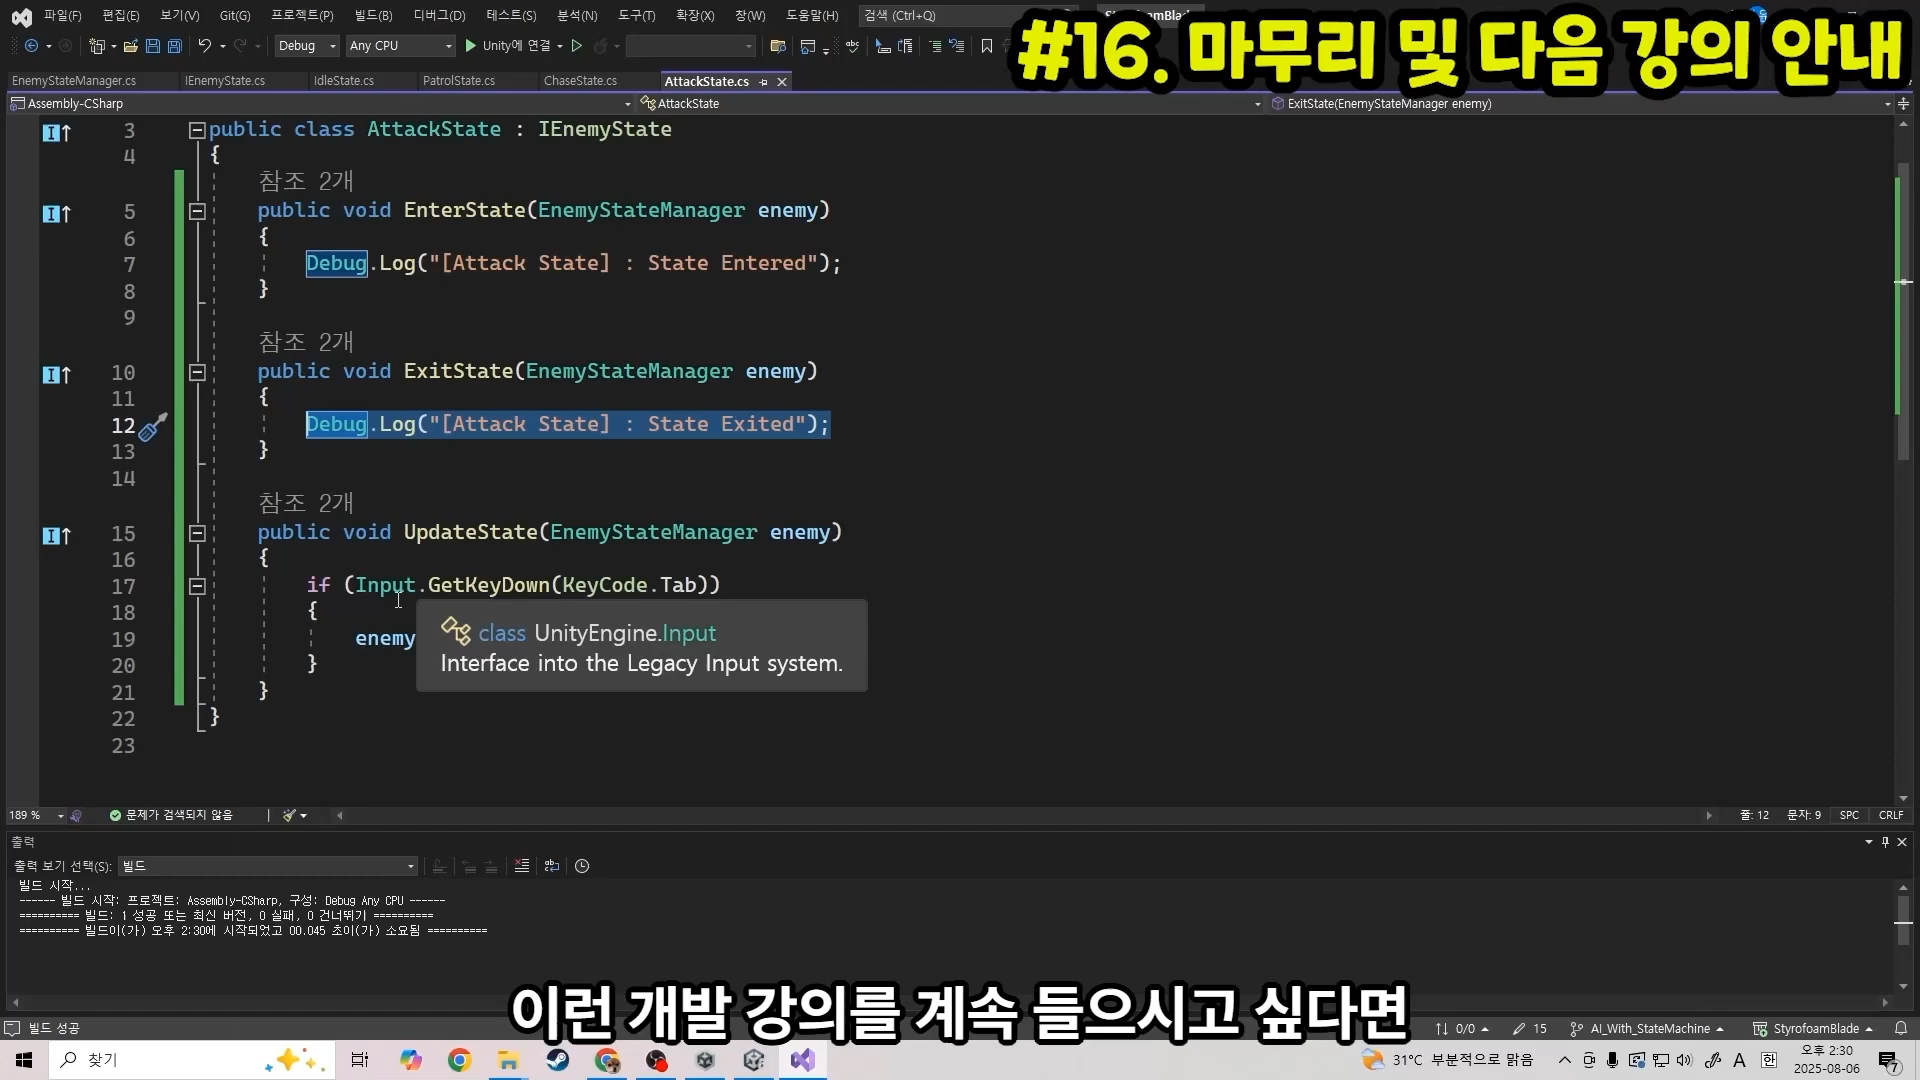 파일(F) 편집(E) 보기(V) Git(G) 프로젝트(P) 빌드(B) 디버그(D) 테스트(S) 분석(N) 도구(T) 확장(X) 창(W) 도움말(H) 검색 (Ctrl+Q)
#16. 마무리 및 다음 강의 안내
Debug Any CPU Unity에 연결
EnemyStateManager.cs IEnemyState.cs IdleState.cs PatrolState.cs ChaseState.cs AttackState.cs
Assembly-CSharp AttackState ExitState(EnemyStateManager enemy)
3 public class AttackState : IEnemyState
4 {
참조 2개
5 public void EnterState(EnemyStateManager enemy)
6 {
7 Debug.Log("[Attack State] : State Entered");
8 }
9
참조 2개
10 public void ExitState(EnemyStateManager enemy)
11 {
12 Debug.Log("[Attack State] : State Exited");
13 }
14
참조 2개
15 public void UpdateState(EnemyStateManager enemy)
16 {
17 if (Input.GetKeyDown(KeyCode.Tab))
18 {
19 enemy
20 }
21 }
22 }
23
class UnityEngine.Input
Interface into the Legacy Input system.
189 % 문제가 검색되지 않음 줄: 12 문자: 9 SPC CRLF
출력
출력 보기 선택(S): 빌드
빌드 시작...
------ 빌드 시작: 프로젝트: Assembly-CSharp, 구성: Debug Any CPU ------
========== 빌드: 1 성공 또는 최신 버전, 0 실패, 0 건너뛰기 ==========
========== 빌드이(가) 오후 2:30에 시작되었고 00.045 초이(가) 소요됨 ==========
이런 개발 강의를 계속 들으시고 싶다면
빌드 성공 0/0 15 AI_With_StateMachine StyrofoamBlade
찾기 31°C 부분적으로 맑음 A 한 오후 2:30
2025-08-06 7